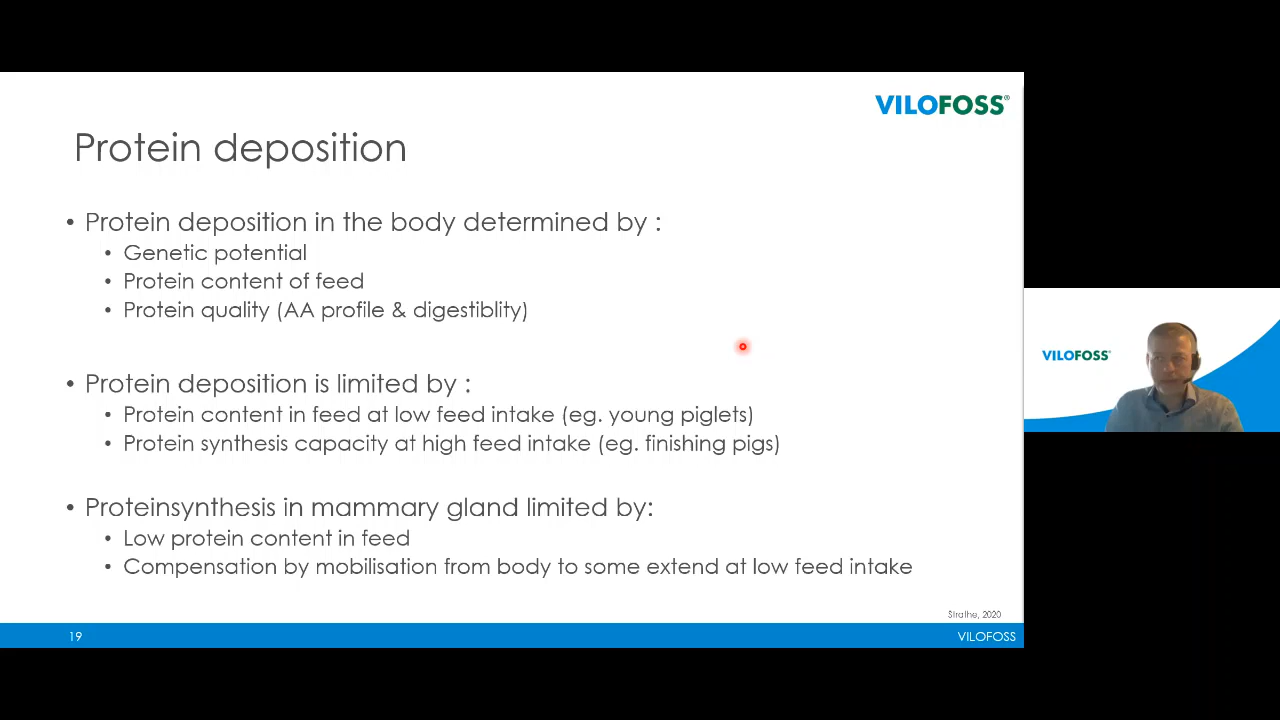 VILOFOSS®
Protein deposition
• Protein deposition in the body determined by :
• Genetic potential
• Protein content of feed
• Protein quality (AA profile & digestiblity)
• Protein deposition is limited by :
• Protein content in feed at low feed intake (eg. young piglets)
• Protein synthesis capacity at high feed intake (eg. finishing pigs)
• Proteinsynthesis in mammary gland limited by:
• Low protein content in feed
• Compensation by mobilisation from body to some extend at low feed intake
Strathe, 2020
19
VILOFOSS
VILOFOSS®